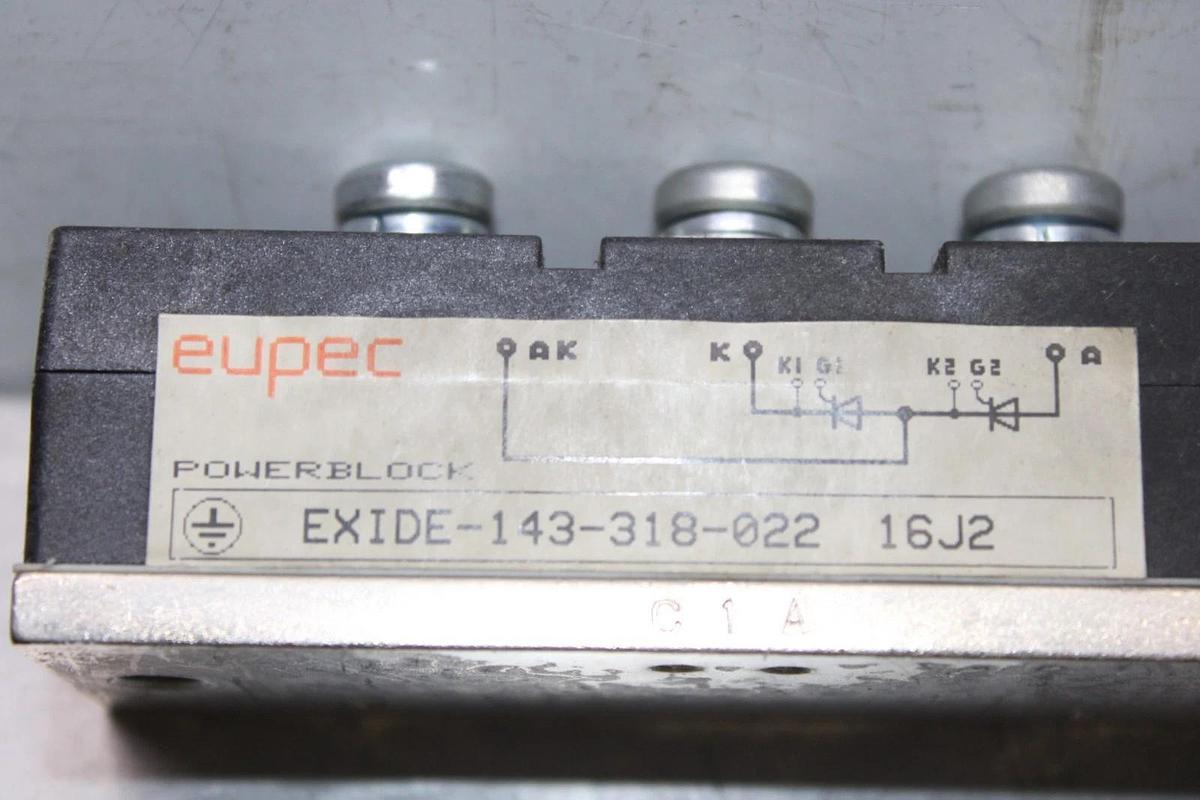 eupec
AK K A
K1 G1 K2 G2
POWERBLOCK
EXIDE-143-318-022 16J2
C 1 A